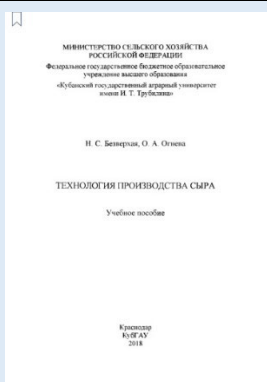 МИНИСТЕРСТВО СЕЛЬСКОГО ХОЗЯЙСТВА
РОССИЙСКОЙ ФЕДЕРАЦИИ
Федеральное государственное бюджетное образовательное
учреждение высшего образования
«Кубанский государственный аграрный университет
имени И. Т. Трубилина»
Н. С. Безверхая, О. А. Огнева
ТЕХНОЛОГИЯ ПРОИЗВОДСТВА СЫРА
Учебное пособие
Краснодар
КубГАУ
2018